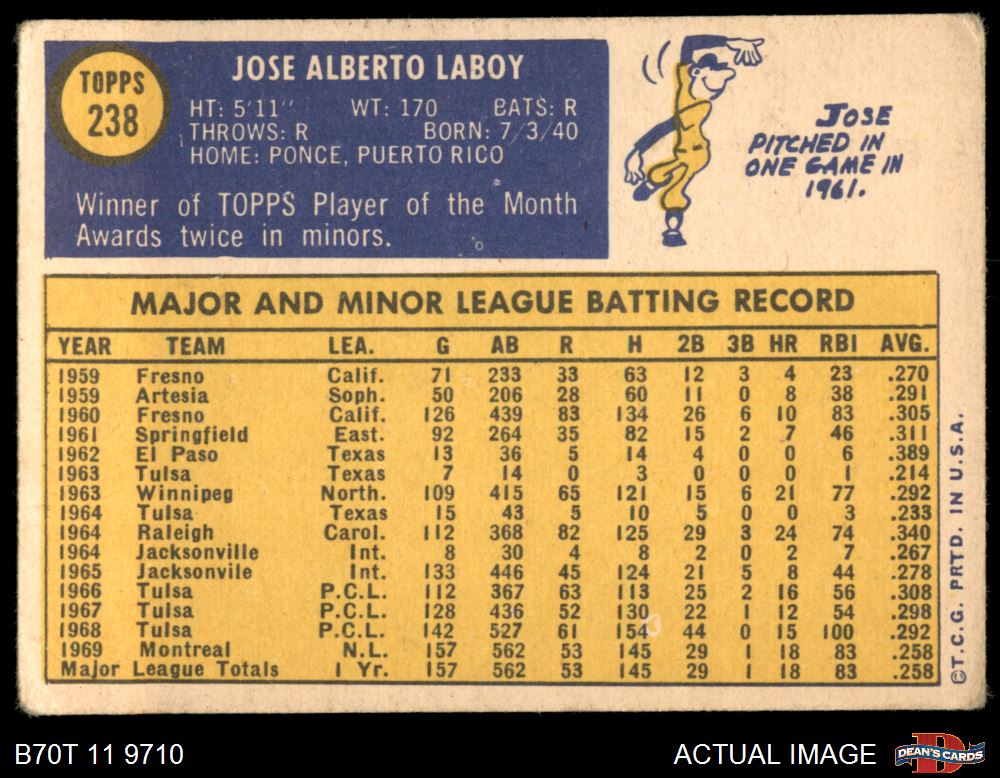 TOPPS
238
JOSE ALBERTO LABOY
HT: 5'11" WT: 170 BATS: R
THROWS: R BORN: 7/3/40
HOME: PONCE, PUERTO RICO
Winner of TOPPS Player of the Month
Awards twice in minors.
JOSE
PITCHED IN
ONE GAME IN
1961.
MAJOR AND MINOR LEAGUE BATTING RECORD
YEAR TEAM LEA. G AB R H 2B 3B HR RBI AVG.
1959 Fresno Calif. 71 233 33 63 12 3 4 23 .270
1959 Artesia Soph. 50 206 28 60 11 0 8 38 .291
1960 Fresno Calif. 126 439 83 134 26 6 10 83 .305
1961 Springfield East. 92 264 35 82 15 2 7 46 .311
1962 El Paso Texas 13 36 5 14 4 0 0 6 .389
1963 Tulsa Texas 7 14 0 3 0 0 0 1 .214
1963 Winnipeg North. 109 415 65 121 15 6 21 77 .292
1964 Tulsa Texas 15 43 5 10 5 0 0 3 .233
1964 Raleigh Carol. 112 368 82 125 29 3 24 74 .340
1964 Jacksonville Int. 8 30 4 8 2 0 2 7 .267
1965 Jacksonvile Int. 133 446 45 124 21 5 8 44 .278
1966 Tulsa P.C.L. 112 367 63 113 25 2 16 56 .308
1967 Tulsa P.C.L. 128 436 52 130 22 1 12 54 .298
1968 Tulsa P.C.L. 142 527 61 154 44 0 15 100 .292
1969 Montreal N.L. 157 562 53 145 29 1 18 83 .258
Major League Totals 1 Yr. 157 562 53 145 29 1 18 83 .258
©T.C.G. PRTD. IN U.S.A.
B70T 11 9710
ACTUAL IMAGE
DEAN'S CARDS